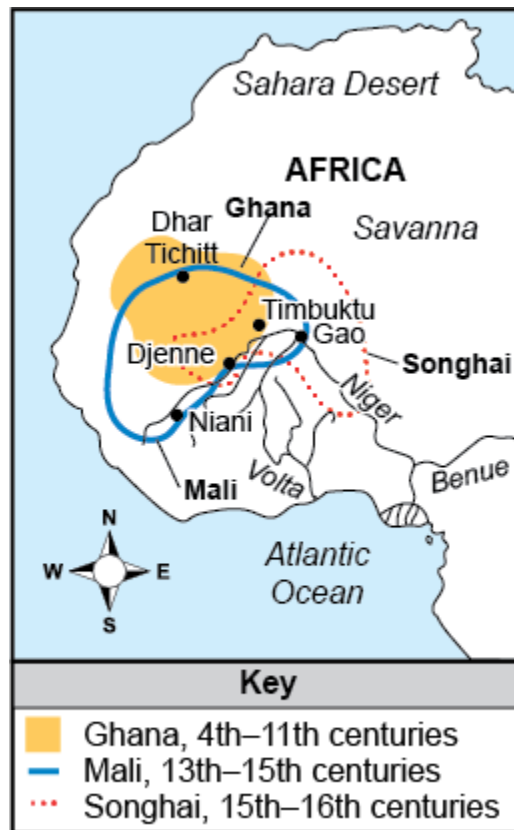 Sahara Desert
AFRICA
Ghana
Savanna
Dhar
Tichitt
Timbuktu
Gao
Djenne
Songhai
Niger
Niani
Mali
Volta
Benue
N
W E
S
Atlantic
Ocean
Key
Ghana, 4th–11th centuries
Mali, 13th–15th centuries
Songhai, 15th–16th centuries